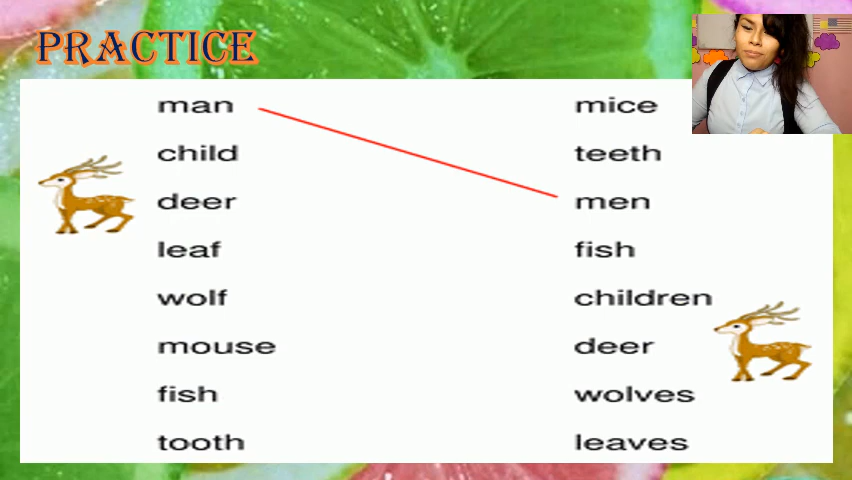 PRACTICE
man mice
child teeth
deer men
leaf fish
wolf children
mouse deer
fish wolves
tooth leaves